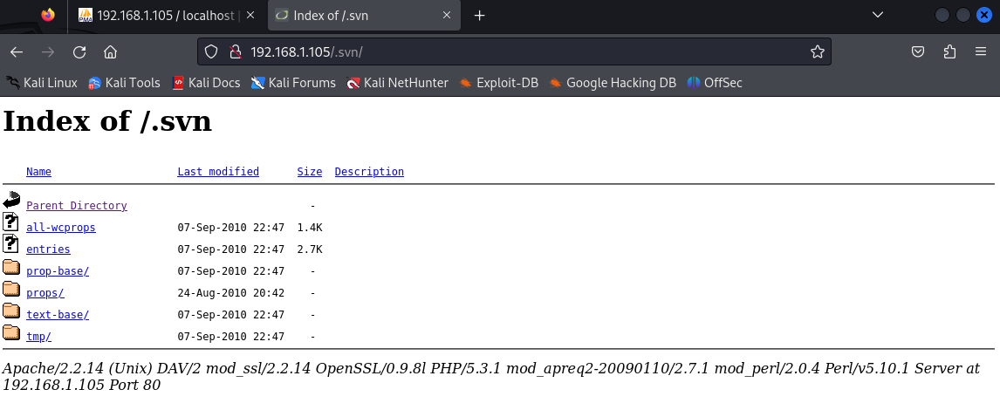 192.168.1.105 / localhost |
Index of /.svn
192.168.1.105/.svn/
Kali Linux Kali Tools Kali Docs Kali Forums Kali NetHunter Exploit-DB Google Hacking DB OffSec
Index of /.svn
Name Last modified Size Description
Parent Directory -
all-wcprops 07-Sep-2010 22:47 1.4K
entries 07-Sep-2010 22:47 2.7K
prop-base/ 07-Sep-2010 22:47 -
props/ 24-Aug-2010 20:42 -
text-base/ 07-Sep-2010 22:47 -
tmp/ 07-Sep-2010 22:47 -
Apache/2.2.14 (Unix) DAV/2 mod_ssl/2.2.14 OpenSSL/0.9.8l PHP/5.3.1 mod_apreq2-20090110/2.7.1 mod_perl/2.0.4 Perl/v5.10.1 Server at
192.168.1.105 Port 80